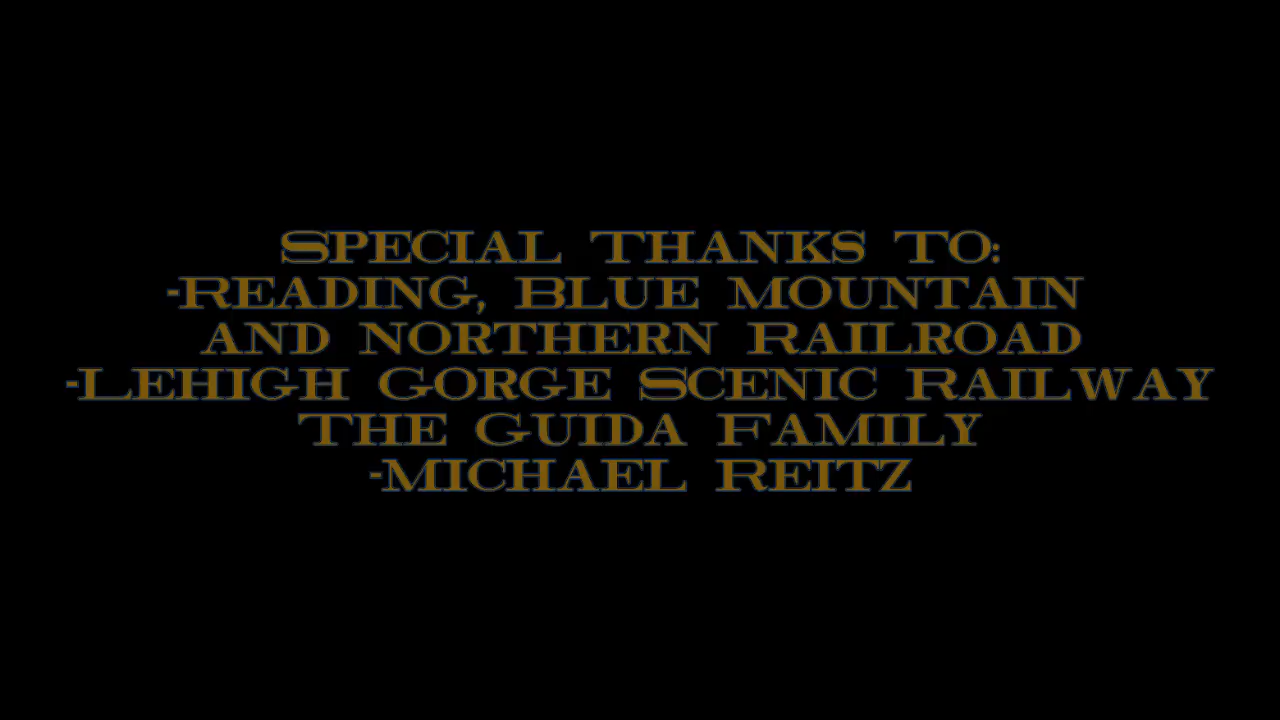 Special Thanks To:
-Reading, Blue Mountain
and Northern Railroad
-Lehigh Gorge Scenic Railway
The Guida Family
-Michael Reitz